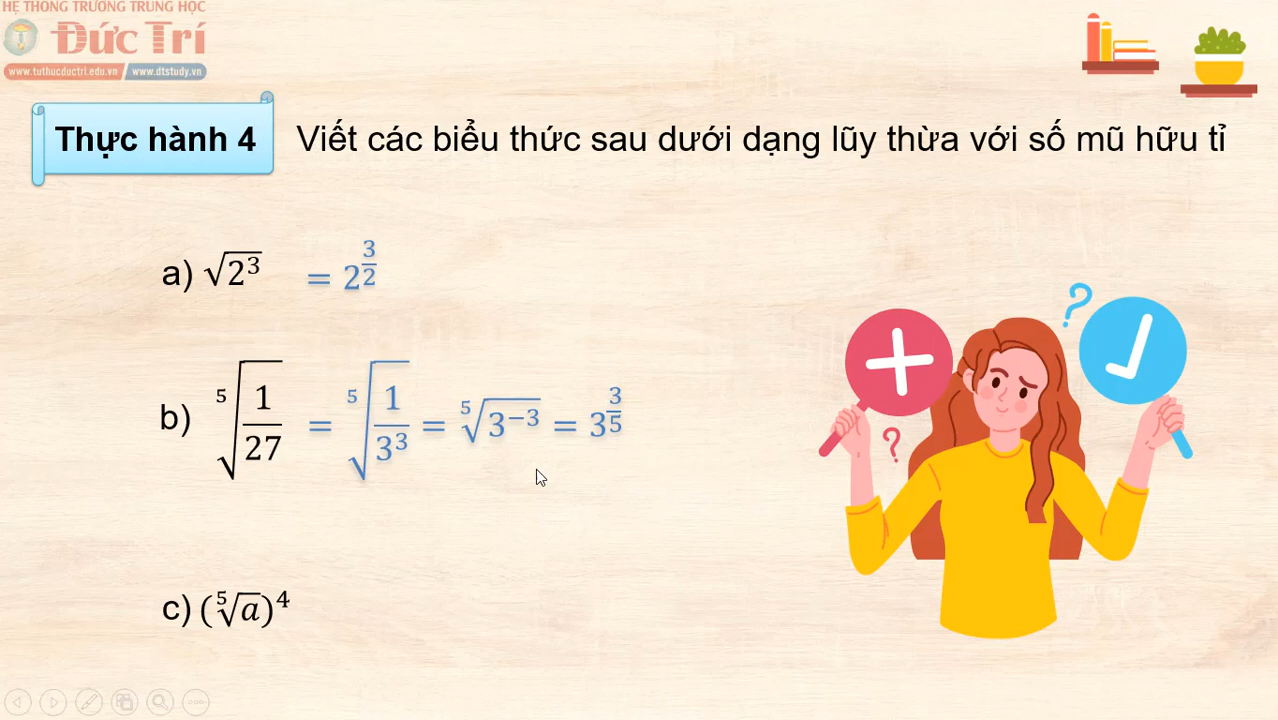 HỆ THỐNG TRƯỜNG TRUNG HỌC
Đức Trí
www.tuthucductri.edu.vn www.dtstudy.vn
Thực hành 4 Viết các biểu thức sau dưới dạng lũy thừa với số mũ hữu tỉ
a) √(2³) = 2^(3/2)
b) ⁵√(1/27) = ⁵√(1/3³) = ⁵√(3⁻³) = 3^(3/5)
c) (⁵√a)⁴